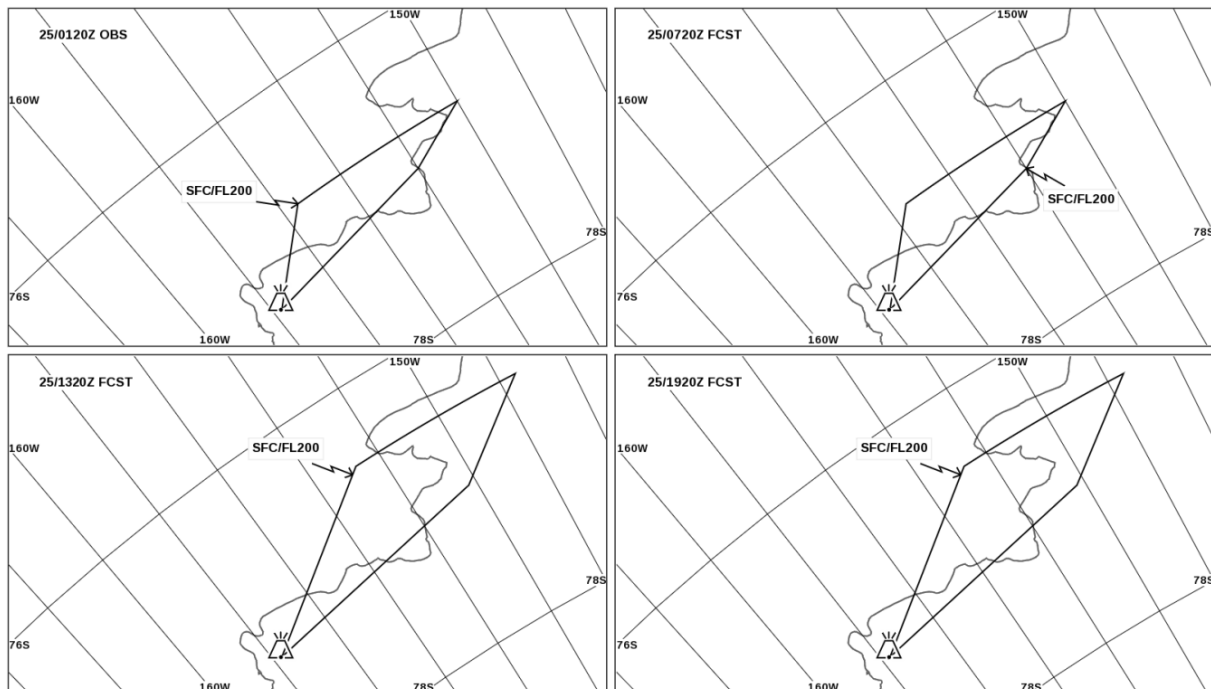 25/0120Z OBS
150W
160W
SFC/FL200
78S
76S
160W
78S
25/0720Z FCST
150W
160W
SFC/FL200
78S
76S
160W
78S
25/1320Z FCST
150W
160W
SFC/FL200
78S
76S
160W
78S
25/1920Z FCST
150W
160W
SFC/FL200
78S
76S
160W
78S